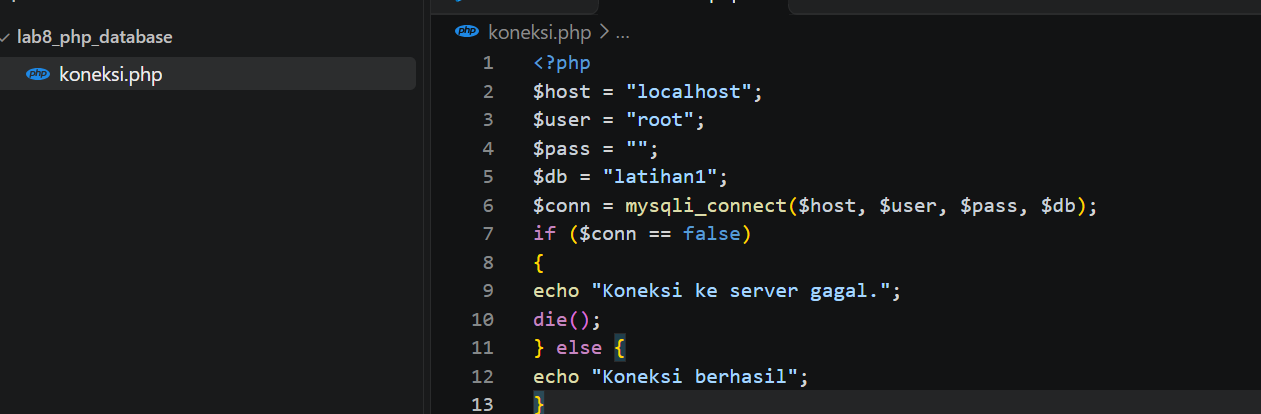 lab8_php_database
php koneksi.php
php koneksi.php > ...
1 <?php
2 $host = "localhost";
3 $user = "root";
4 $pass = "";
5 $db = "latihan1";
6 $conn = mysqli_connect($host, $user, $pass, $db);
7 if ($conn == false)
8 {
9 echo "Koneksi ke server gagal.";
10 die();
11 } else {
12 echo "Koneksi berhasil";
13 }